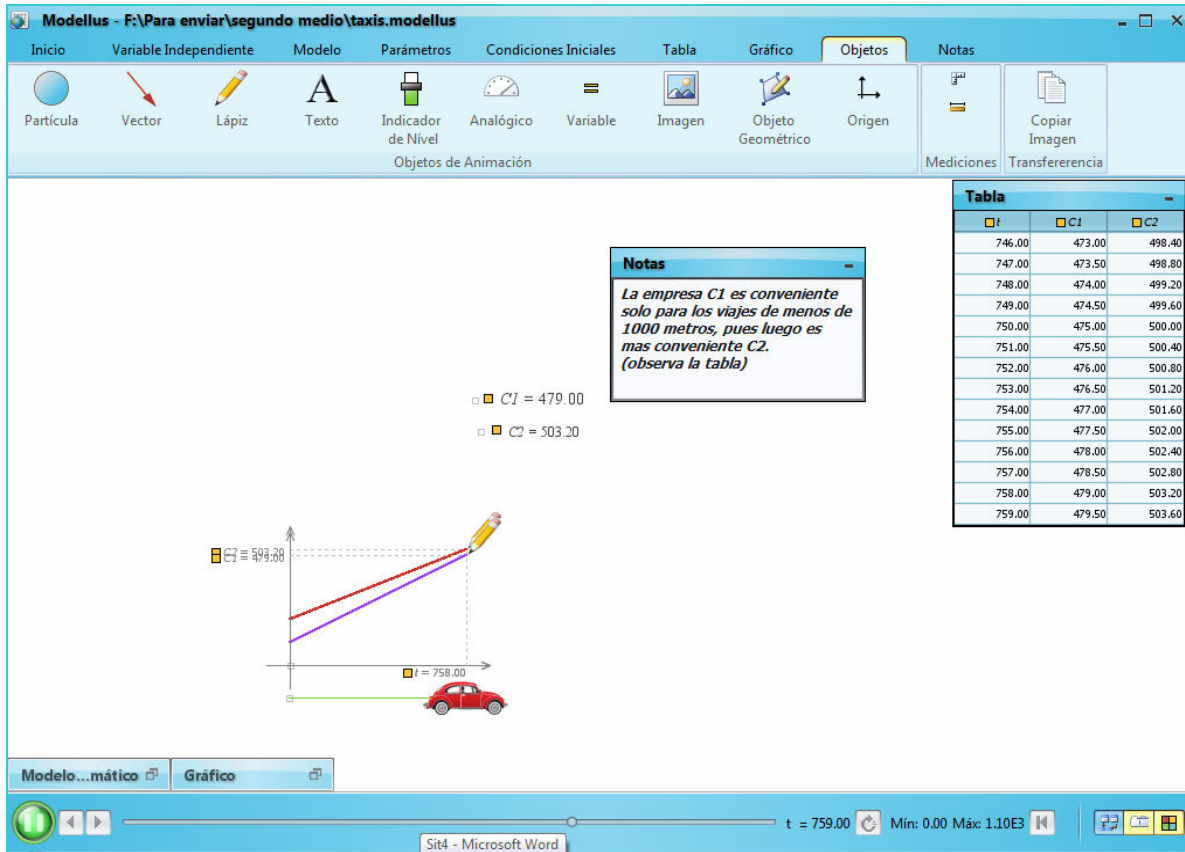 Modellus - F:\Para enviar\segundo medio\taxis.modellus
Inicio Variable Independiente Modelo Parámetros Condiciones Iniciales Tabla Gráfico Objetos Notas
Partícula Vector Lápiz Texto Indicador de Nivel Analógico Variable Imagen Objeto Geométrico Origen Copiar Imagen
Objetos de Animación Mediciones Transfererencia
Tabla
t C1 C2
746.00 473.00 498.40
747.00 473.50 498.80
748.00 474.00 499.20
749.00 474.50 499.60
750.00 475.00 500.00
751.00 475.50 500.40
752.00 476.00 500.80
753.00 476.50 501.20
754.00 477.00 501.60
755.00 477.50 502.00
756.00 478.00 502.40
757.00 478.50 502.80
758.00 479.00 503.20
759.00 479.50 503.60
Notas
La empresa C1 es conveniente
solo para los viajes de menos de
1000 metros, pues luego es
mas conveniente C2.
(observa la tabla)
C1 = 479.00
C2 = 503.20
t = 758.00
Modelo...mático Gráfico
t = 759.00 Mín: 0.00 Máx: 1.10E3
Sit4 - Microsoft Word